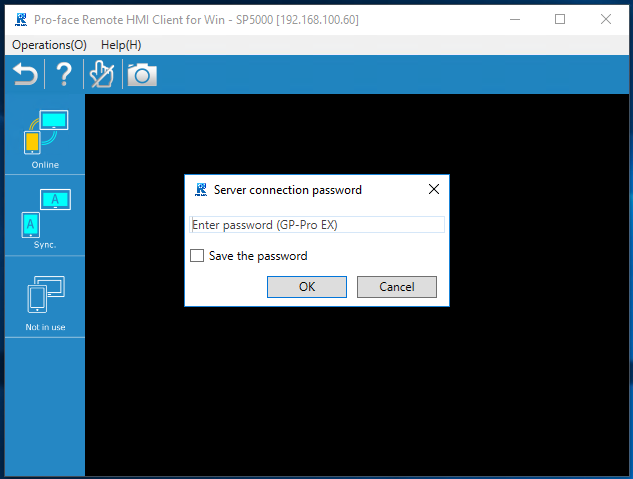 Pro-face Remote HMI Client for Win - SP5000 [192.168.100.60]
Operations(O) Help(H)
?
Online
A
A
Sync.
Not in use
Server connection password
Enter password (GP-Pro EX)
Save the password
OK Cancel